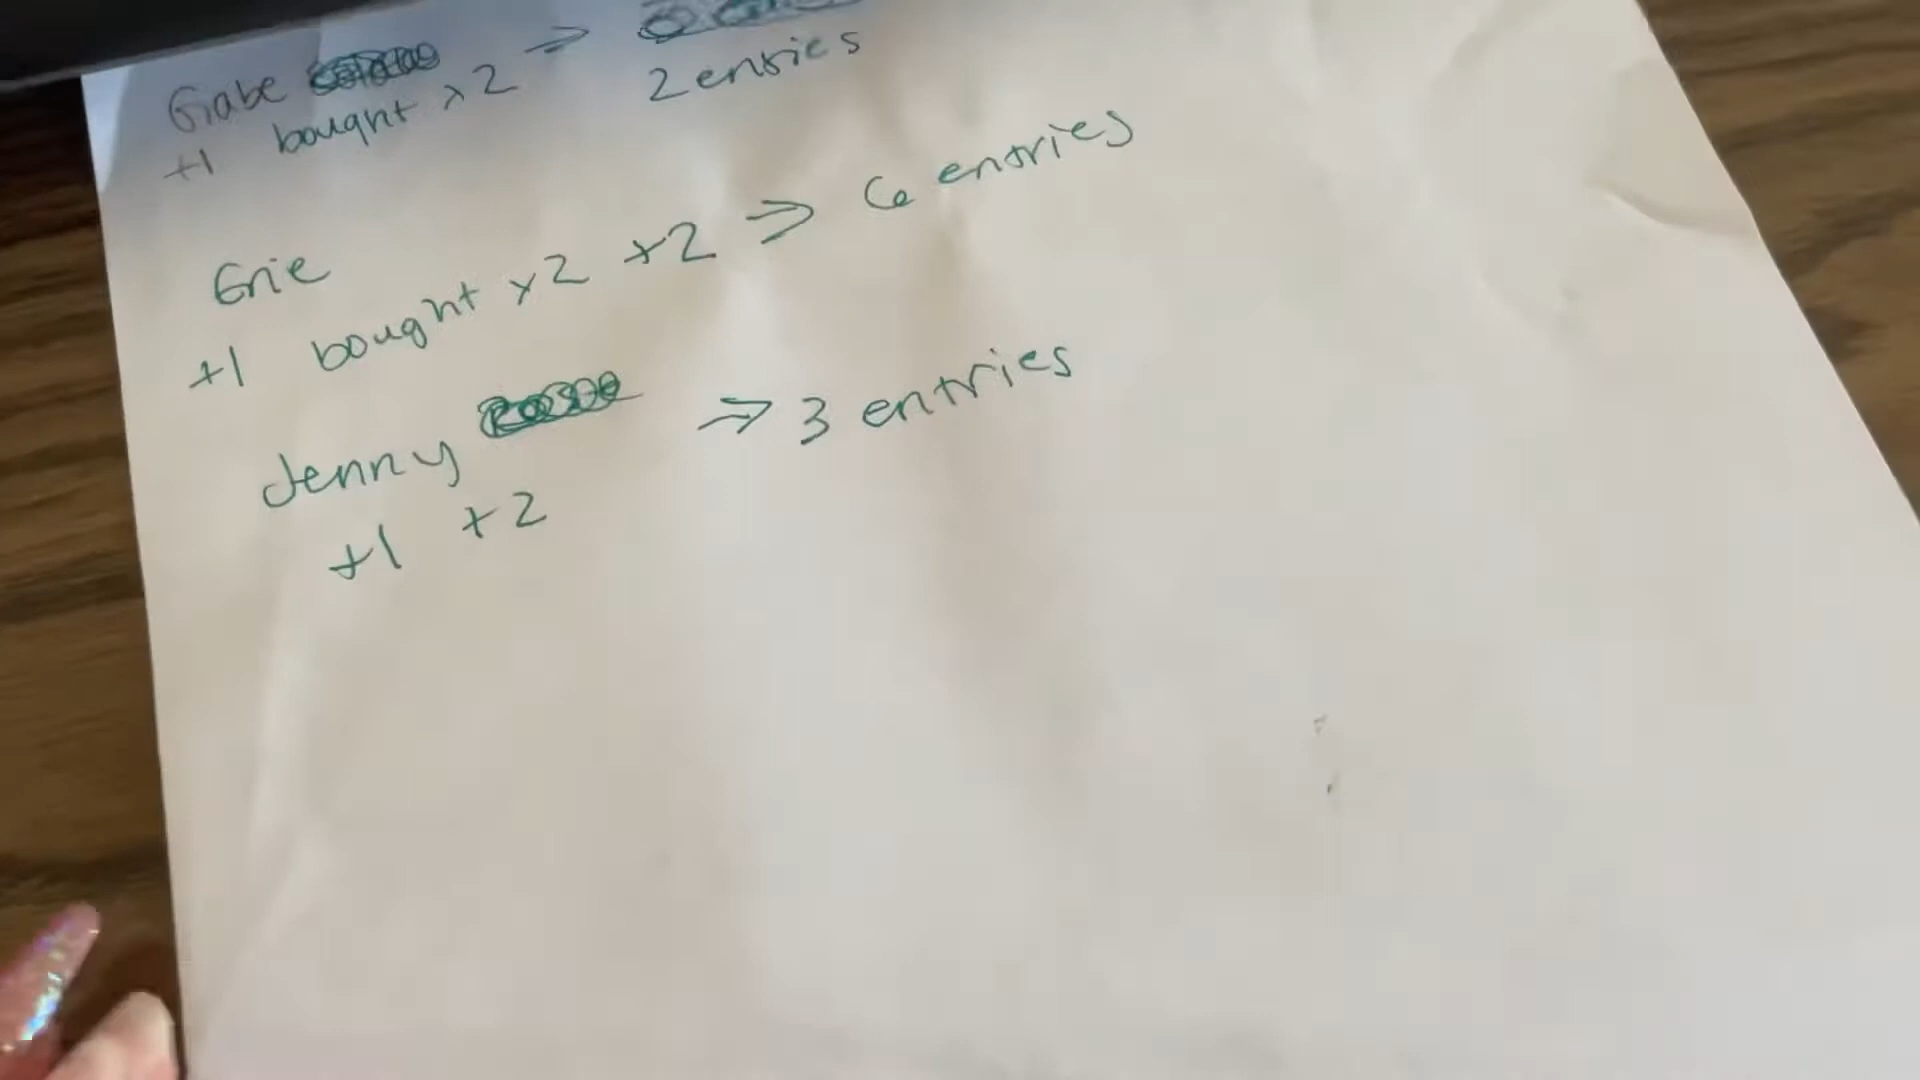 Gabe
+1 bought x2 => 2 entries
Erie
+1 bought x2 +2 => 6 entries
Jenny => 3 entries
+1 +2